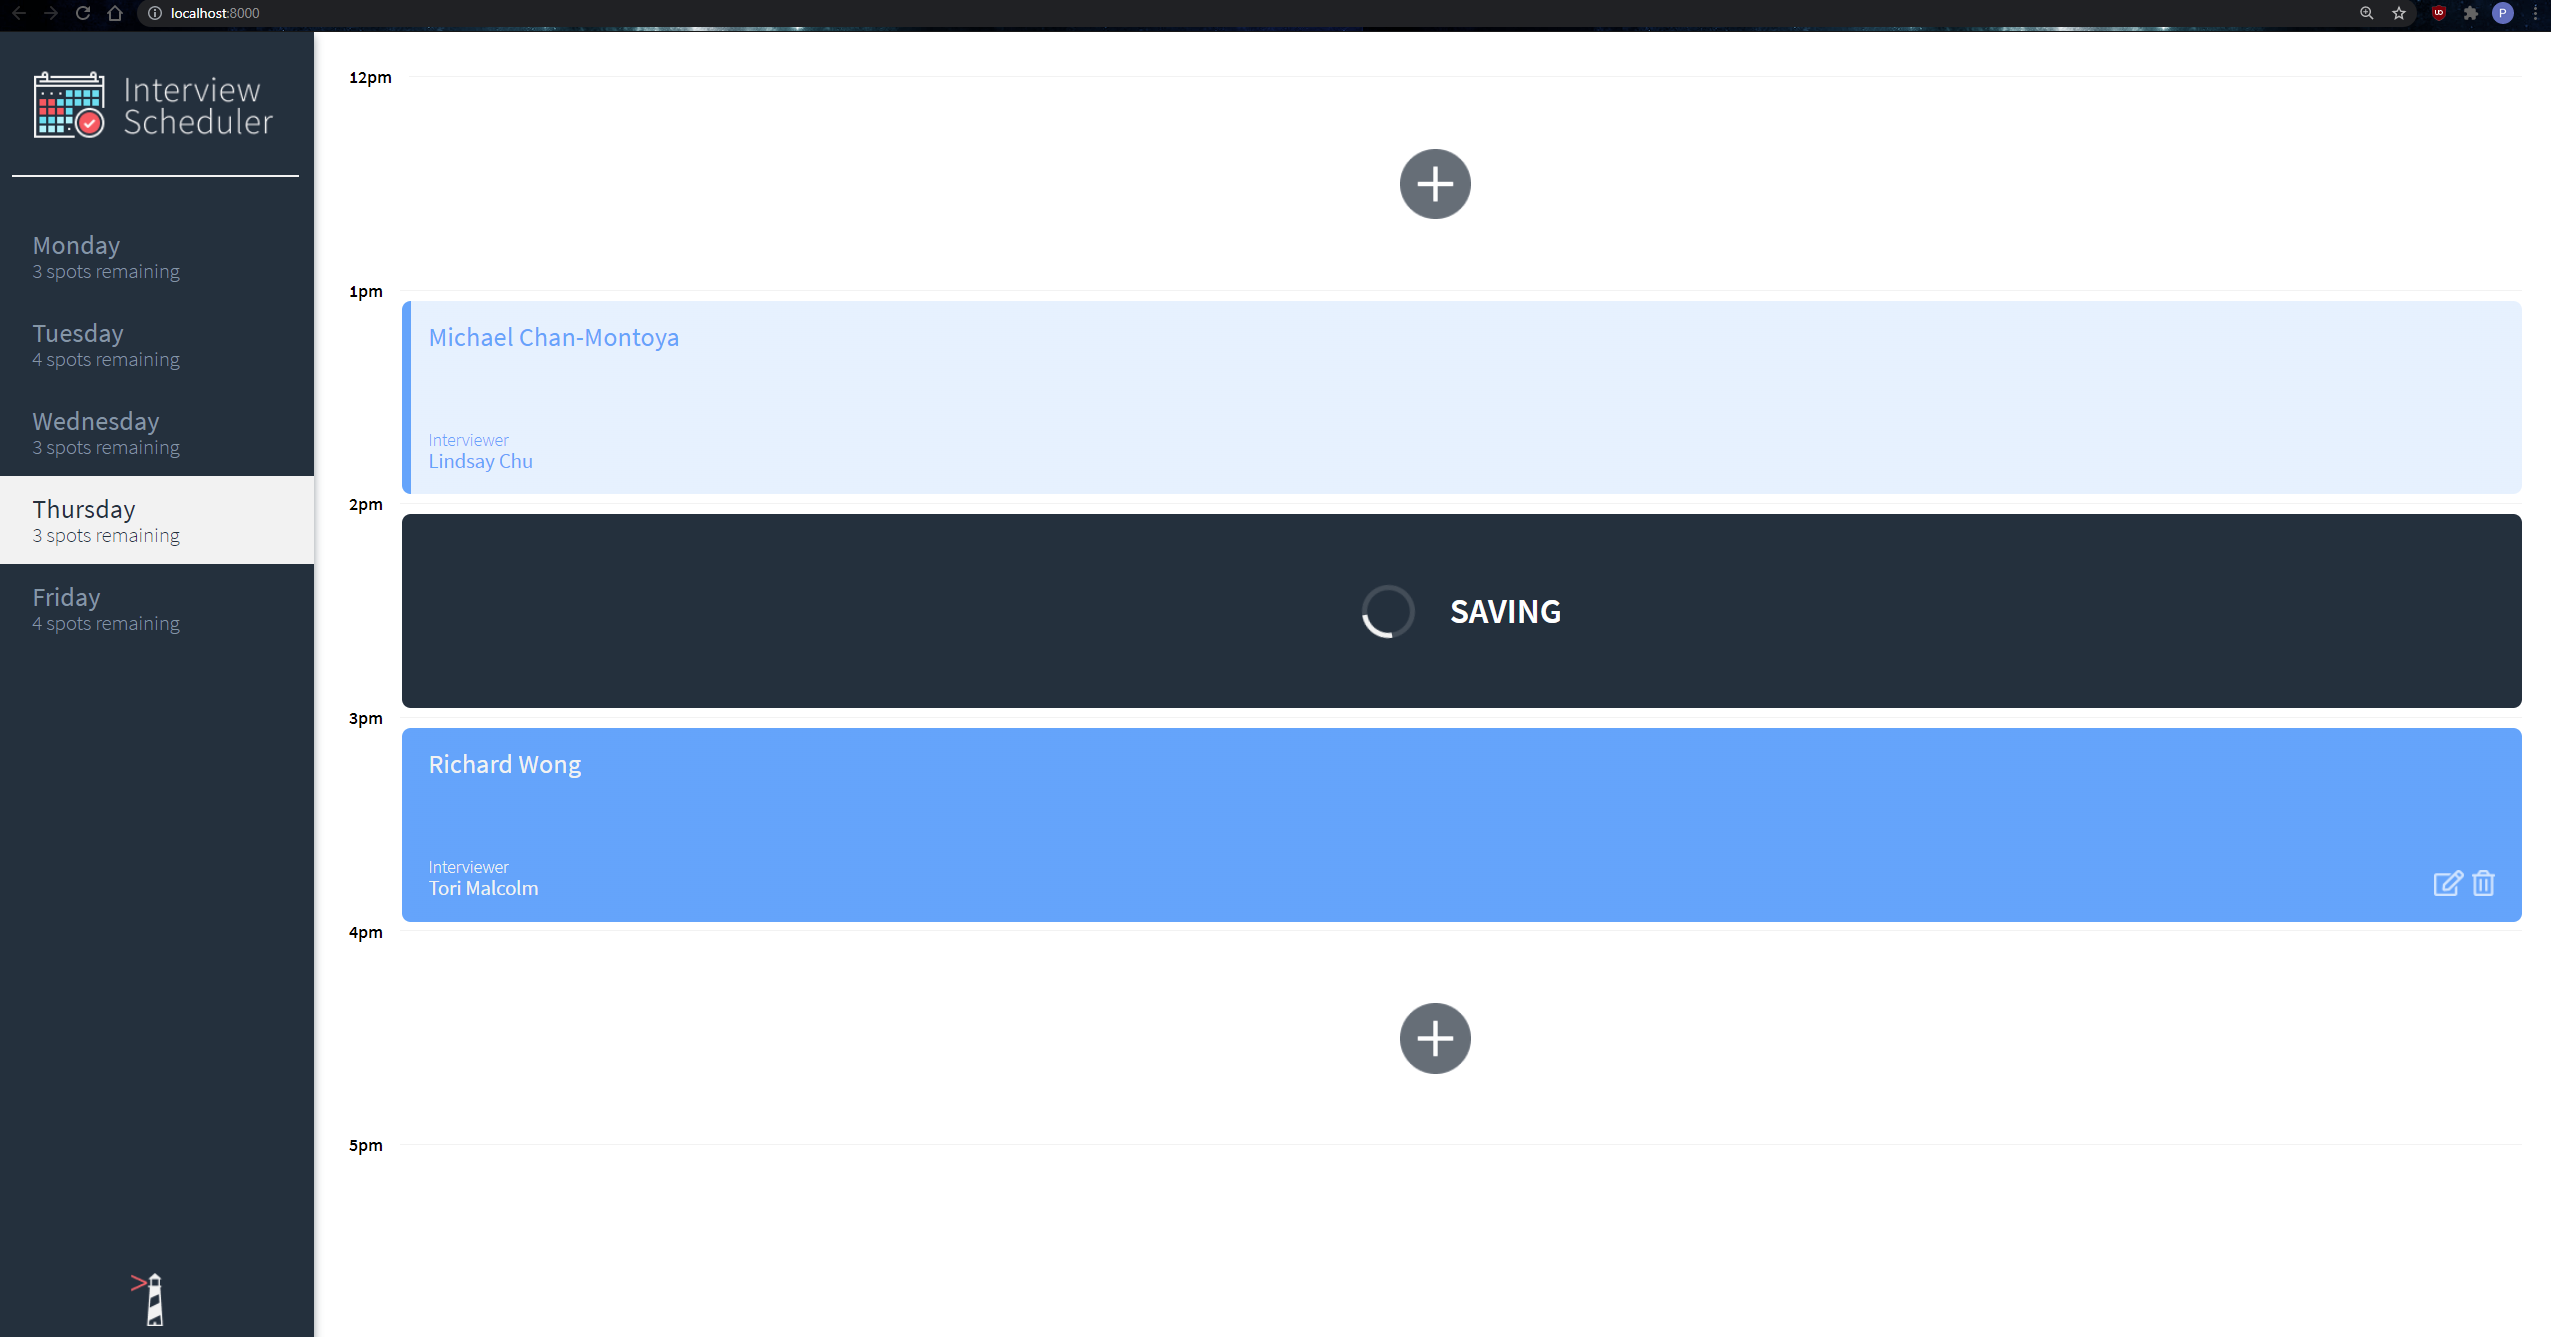 localhost:8000
P
Interview
Scheduler
Monday
3 spots remaining
Tuesday
4 spots remaining
Wednesday
3 spots remaining
Thursday
3 spots remaining
Friday
4 spots remaining
12pm
1pm
Michael Chan-Montoya
Interviewer
Lindsay Chu
2pm
SAVING
3pm
Richard Wong
Interviewer
Tori Malcolm
4pm
5pm